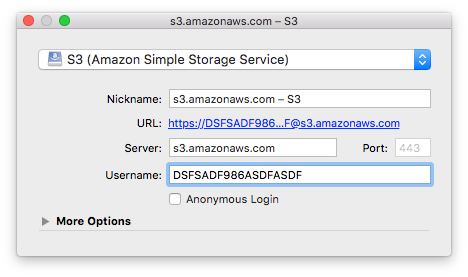 s3.amazonaws.com – S3
S3 (Amazon Simple Storage Service)
Nickname: s3.amazonaws.com – S3
URL: https://DSFSADF986...F@s3.amazonaws.com
Server: s3.amazonaws.com Port: 443
Username: DSFSADF986ASDFASDF
Anonymous Login
More Options